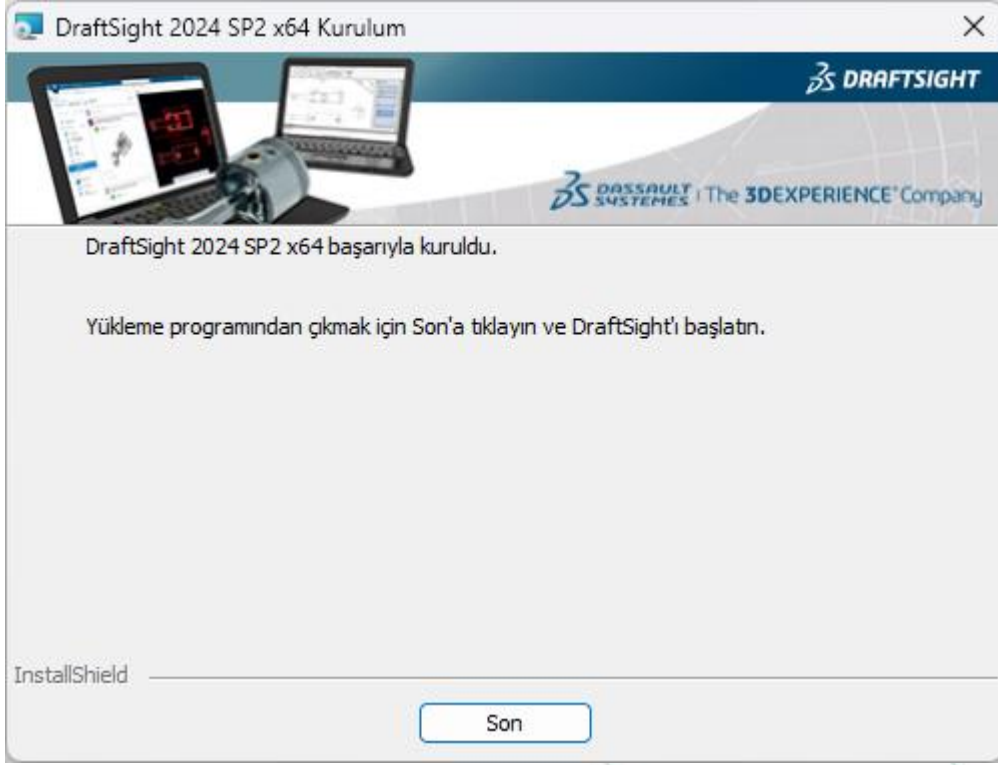 DraftSight 2024 SP2 x64 Kurulum
DRAFTSIGHT
DASSAULT SYSTEMES | The 3DEXPERIENCE® Company
DraftSight 2024 SP2 x64 başarıyla kuruldu.
Yükleme programından çıkmak için Son'a tıklayın ve DraftSight'ı başlatın.
InstallShield
Son